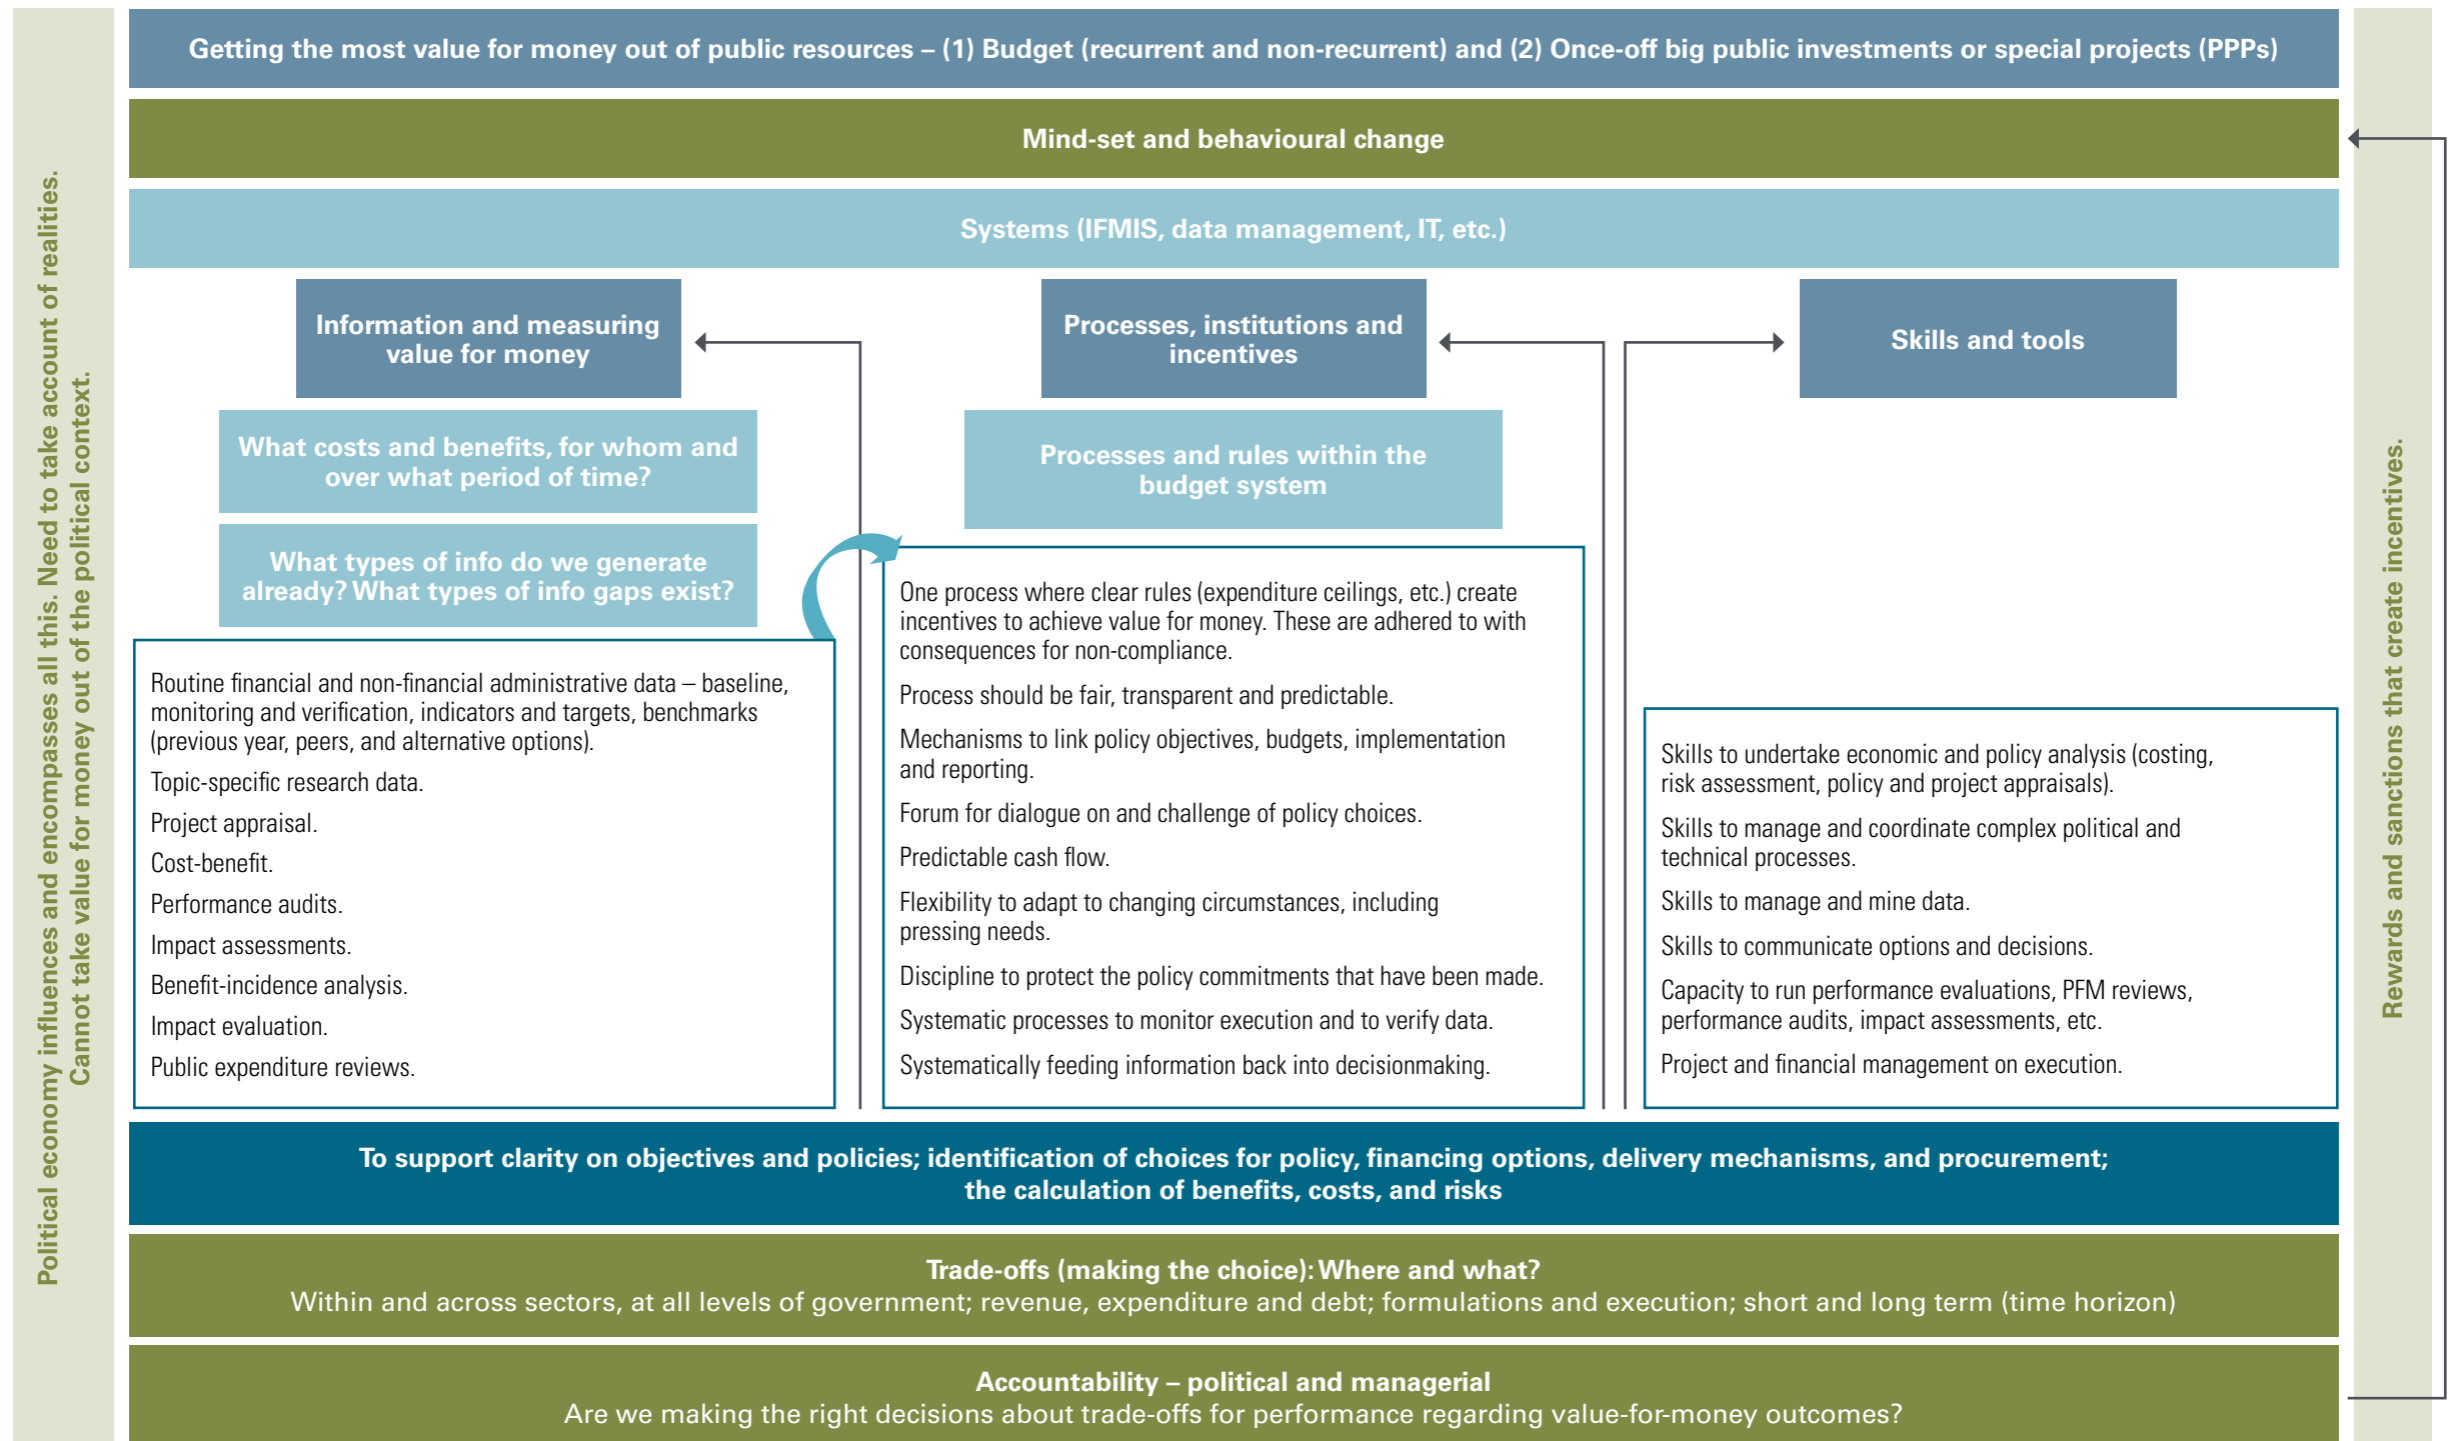 Political economy influences and encompasses all this. Need to take account of realities.
Cannot take value for money out of the political context.
Getting the most value for money out of public resources – (1) Budget (recurrent and non-recurrent) and (2) Once-off big public investments or special projects (PPPs)
Mind-set and behavioural change
Systems (IFMIS, data management, IT, etc.)
Information and measuring
value for money
What costs and benefits, for whom and
over what period of time?
What types of info do we generate
already? What types of info gaps exist?
Routine financial and non-financial administrative data – baseline,
monitoring and verification, indicators and targets, benchmarks
(previous year, peers, and alternative options).
Topic-specific research data.
Project appraisal.
Cost-benefit.
Performance audits.
Impact assessments.
Benefit-incidence analysis.
Impact evaluation.
Public expenditure reviews.
Processes, institutions and
incentives
Processes and rules within the
budget system
One process where clear rules (expenditure ceilings, etc.) create
incentives to achieve value for money. These are adhered to with
consequences for non-compliance.
Process should be fair, transparent and predictable.
Mechanisms to link policy objectives, budgets, implementation
and reporting.
Forum for dialogue on and challenge of policy choices.
Predictable cash flow.
Flexibility to adapt to changing circumstances, including
pressing needs.
Discipline to protect the policy commitments that have been made.
Systematic processes to monitor execution and to verify data.
Systematically feeding information back into decisionmaking.
Skills and tools
Skills to undertake economic and policy analysis (costing,
risk assessment, policy and project appraisals).
Skills to manage and coordinate complex political and
technical processes.
Skills to manage and mine data.
Skills to communicate options and decisions.
Capacity to run performance evaluations, PFM reviews,
performance audits, impact assessments, etc.
Project and financial management on execution.
To support clarity on objectives and policies; identification of choices for policy, financing options, delivery mechanisms, and procurement;
the calculation of benefits, costs, and risks
Trade-offs (making the choice): Where and what?
Within and across sectors, at all levels of government; revenue, expenditure and debt; formulations and execution; short and long term (time horizon)
Accountability – political and managerial
Are we making the right decisions about trade-offs for performance regarding value-for-money outcomes?
Rewards and sanctions that create incentives.